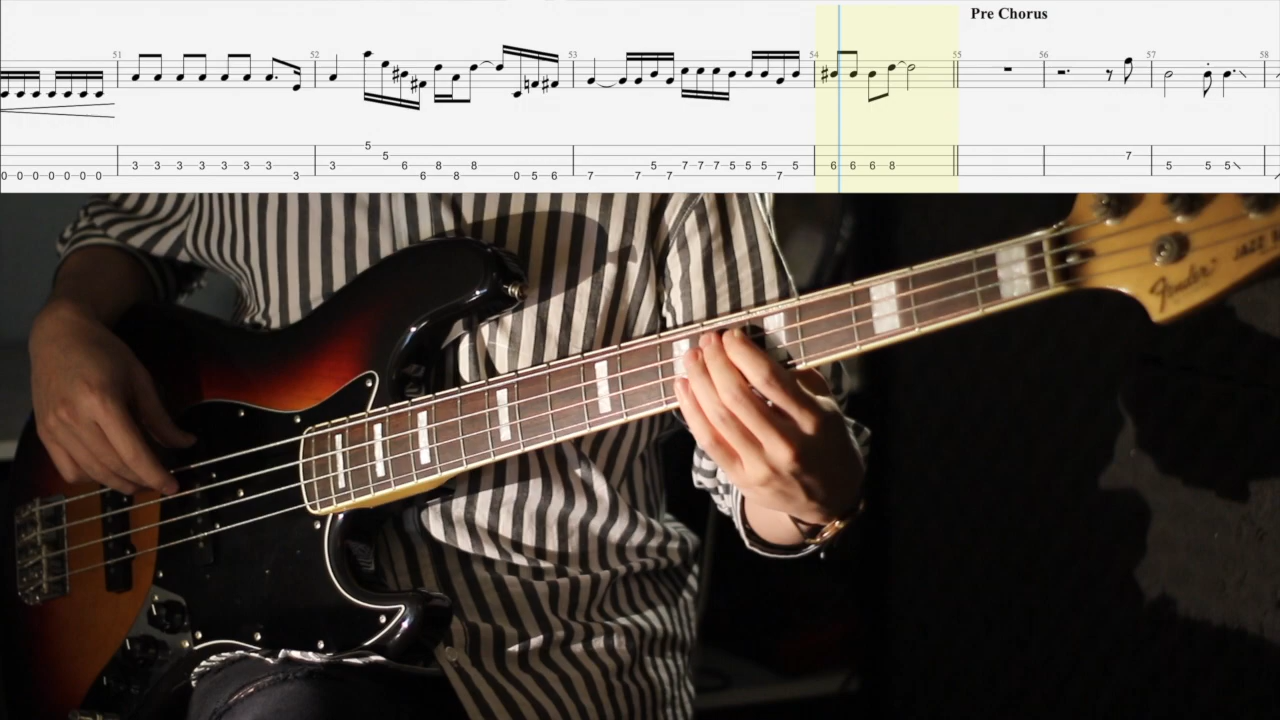 Pre Chorus
51 52 53 54 55 56 57 58
5
5 7
3 3 3 3 3 3 3 3 6 8 8 5 7 7 7 5 5 5 5 6 6 6 8 5 5 5
0 0 0 0 0 0 0 3 6 8 0 5 6 7 7 7 7
Fender
JAZZ B